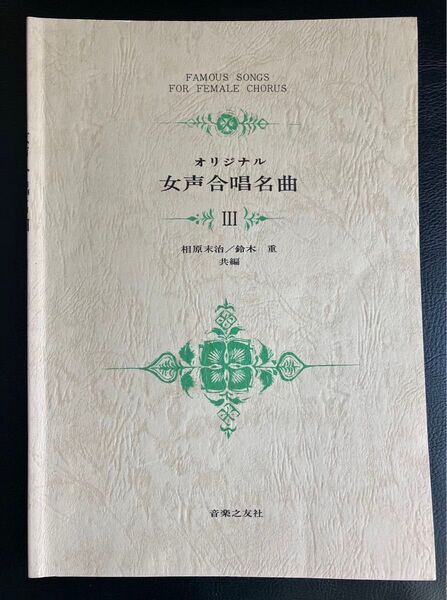 FAMOUS SONGS
FOR FEMALE CHORUS
オリジナル
女声合唱名曲
III
相原末治／鈴木 重
共編
音楽之友社